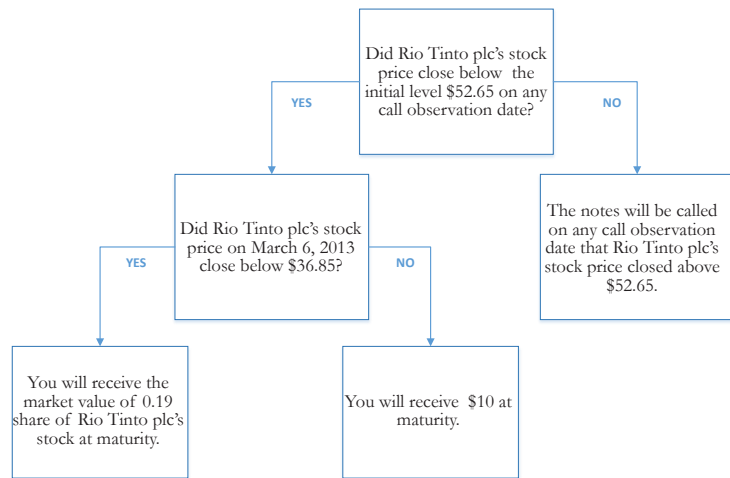 Did Rio Tinto plc's stock
price close below the
initial level $52.65 on any
call observation date?
YES
NO
Did Rio Tinto plc's stock
price on March 6, 2013
close below $36.85?
The notes will be called
on any call observation
date that Rio Tinto plc's
stock price closed above
$52.65.
YES
NO
You will receive the
market value of 0.19
share of Rio Tinto plc's
stock at maturity.
You will receive $10 at
maturity.